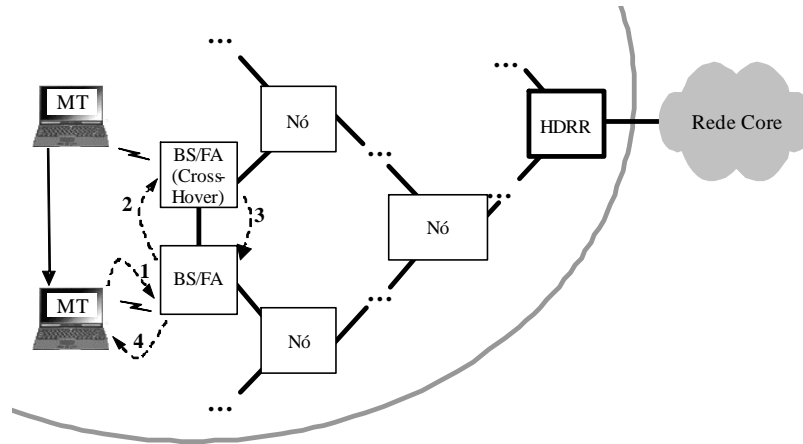 ...
...
MT
Nó
HDRR
Rede Core
BS/FA
(Cross-
Hover)
...
...
2
3
Nó
1
BS/FA
MT
...
4
Nó
...